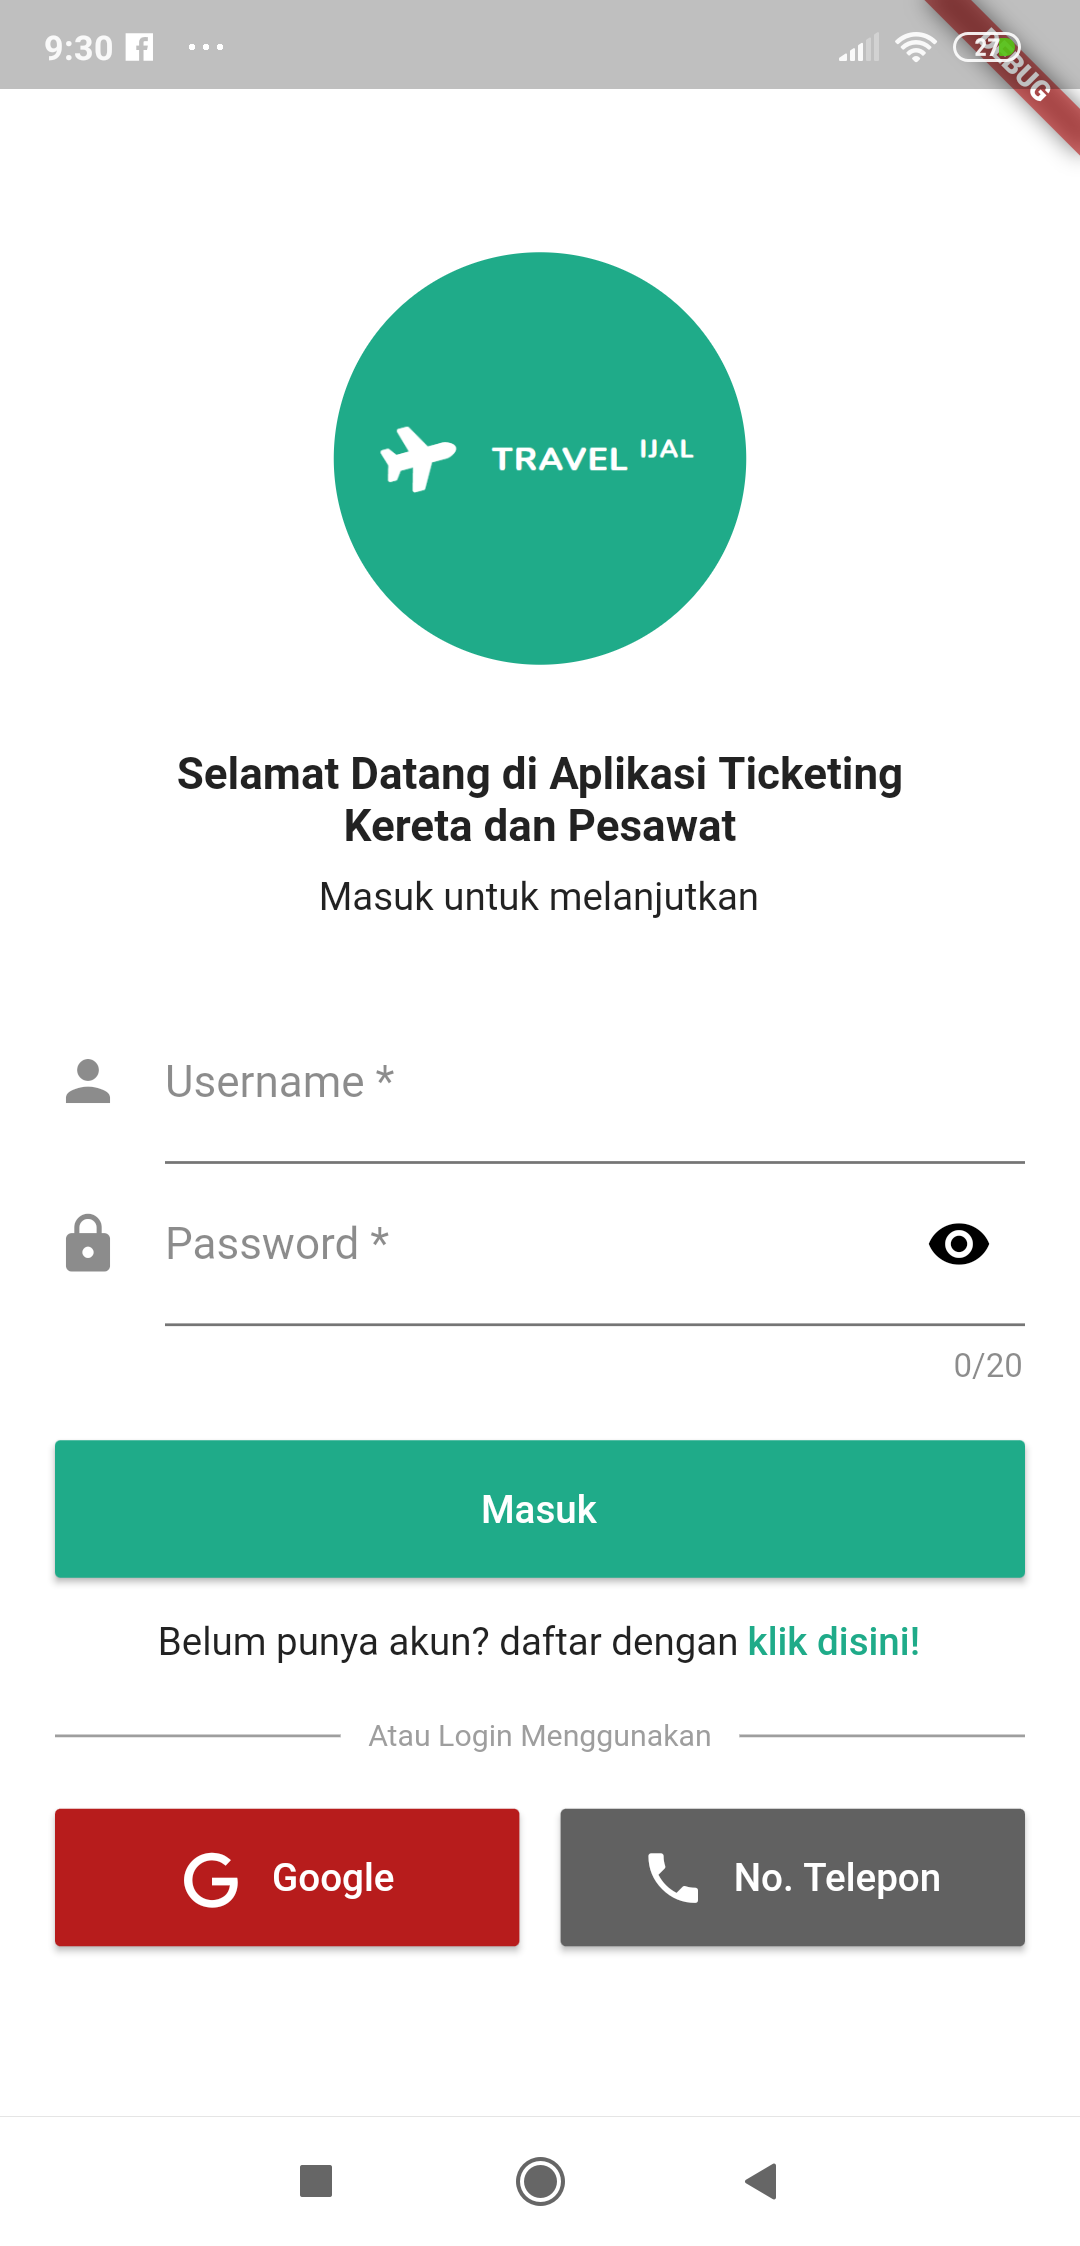 9:30
27
DEBUG
TRAVEL IJAL
Selamat Datang di Aplikasi Ticketing
Kereta dan Pesawat
Masuk untuk melanjutkan
Username *
Password *
0/20
Masuk
Belum punya akun? daftar dengan klik disini!
Atau Login Menggunakan
Google
No. Telepon